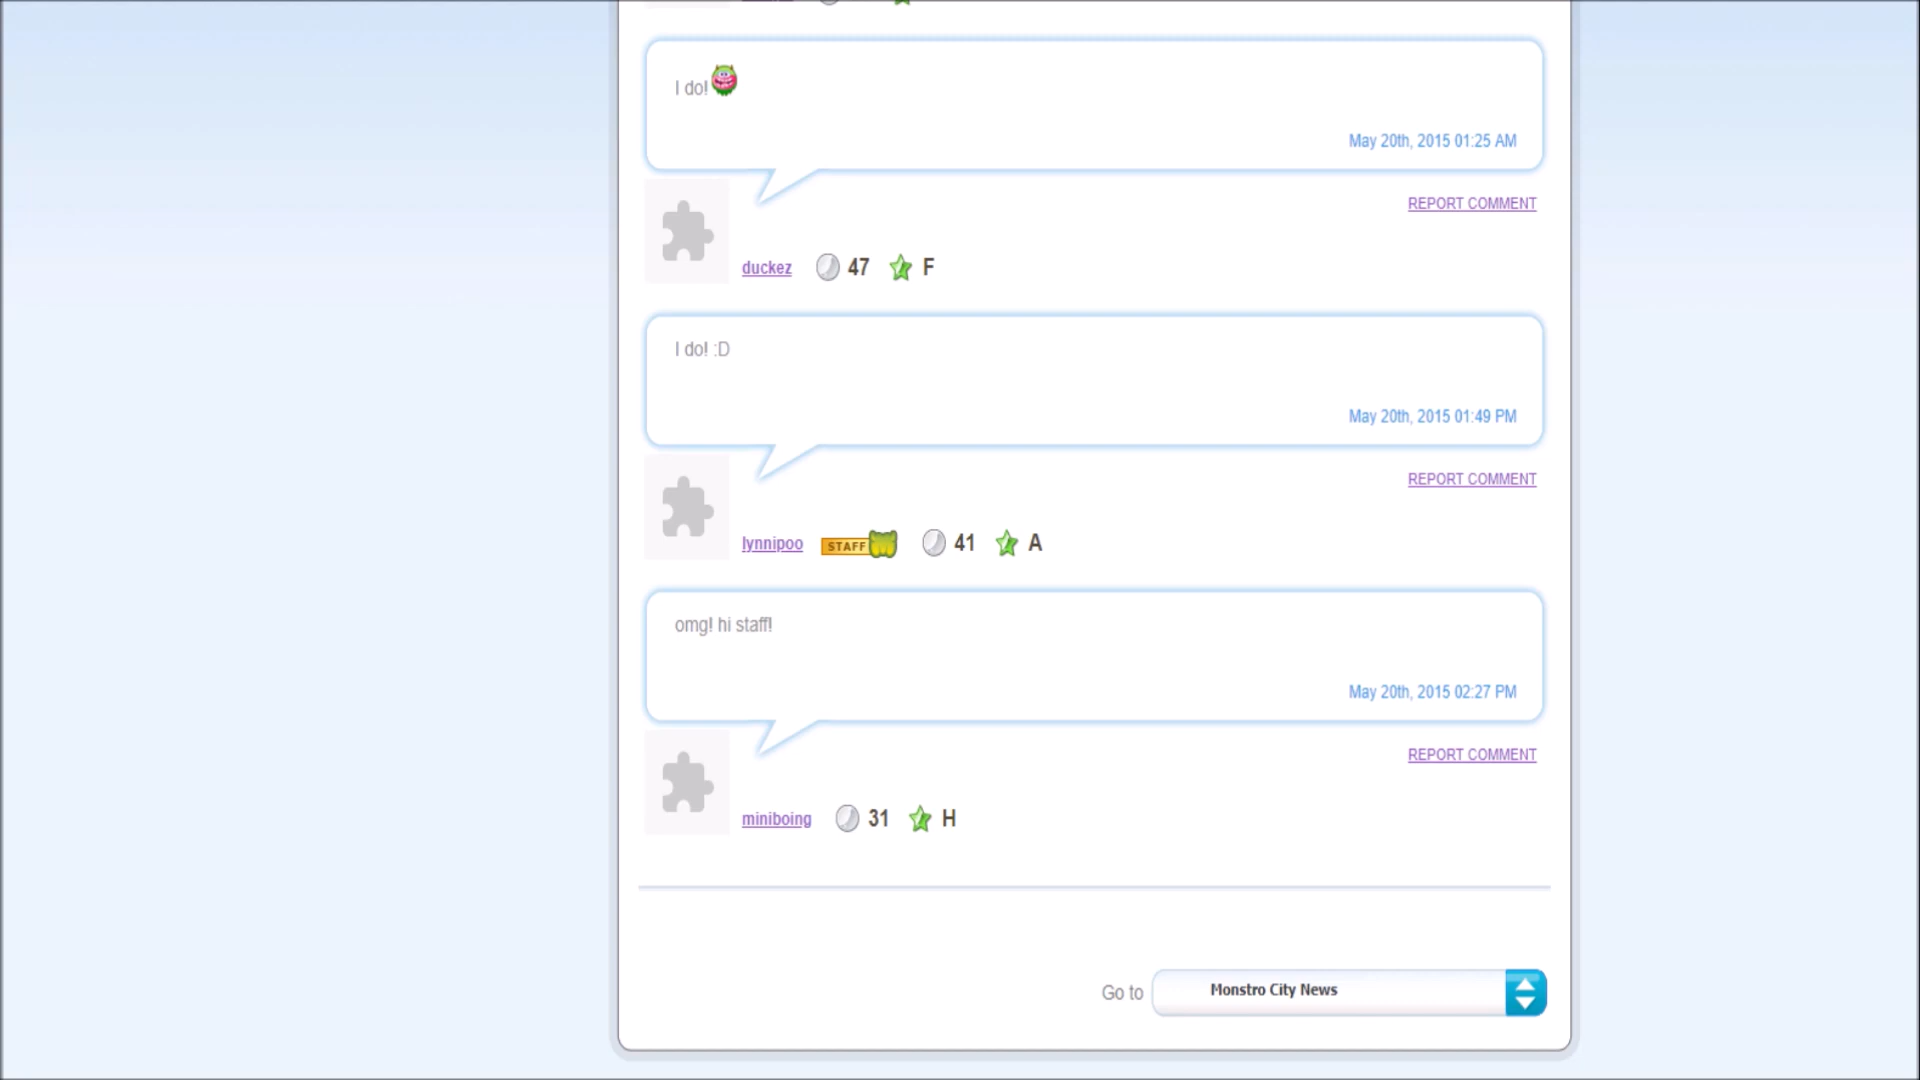 I do!
May 20th, 2015 01:25 AM
REPORT COMMENT
duckez 47 F
I do! :D
May 20th, 2015 01:49 PM
REPORT COMMENT
lynnipoo STAFF 41 A
omg! hi staff!
May 20th, 2015 02:27 PM
REPORT COMMENT
miniboing 31 H
Go to Monstro City News